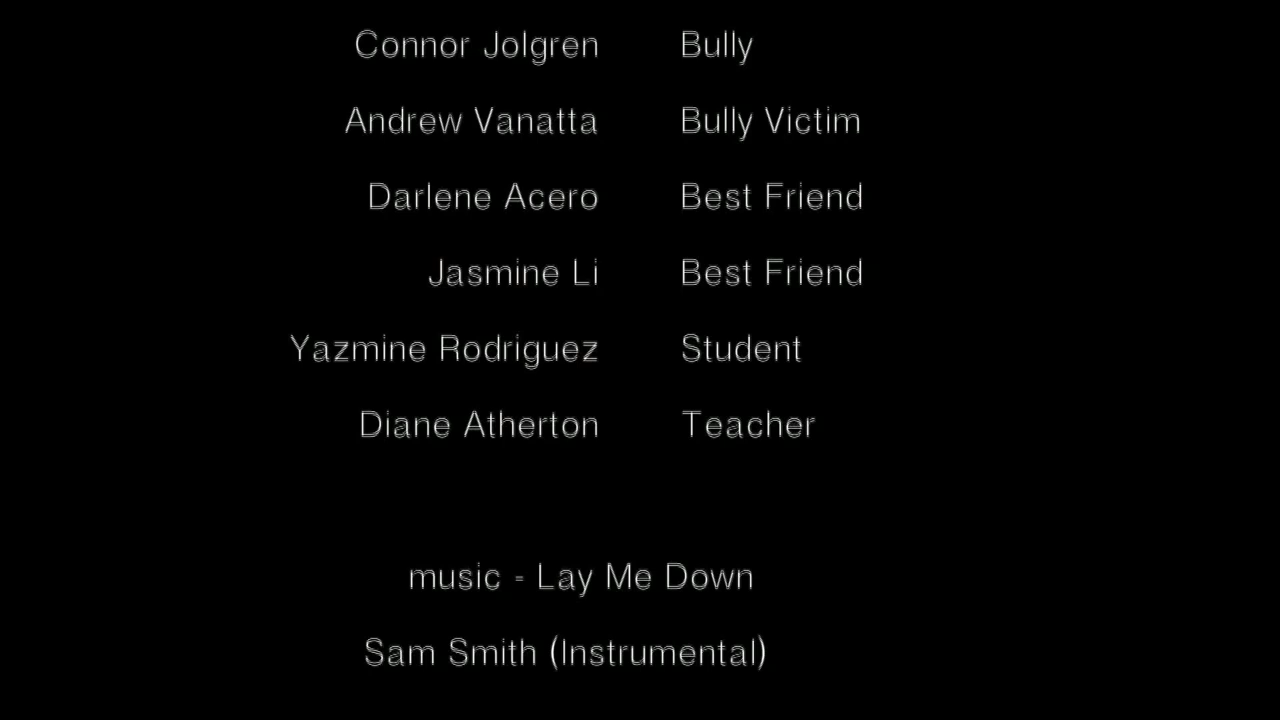 Connor Jolgren Bully
Andrew Vanatta Bully Victim
Darlene Acero Best Friend
Jasmine Li Best Friend
Yazmine Rodriguez Student
Diane Atherton Teacher
music - Lay Me Down
Sam Smith (Instrumental)